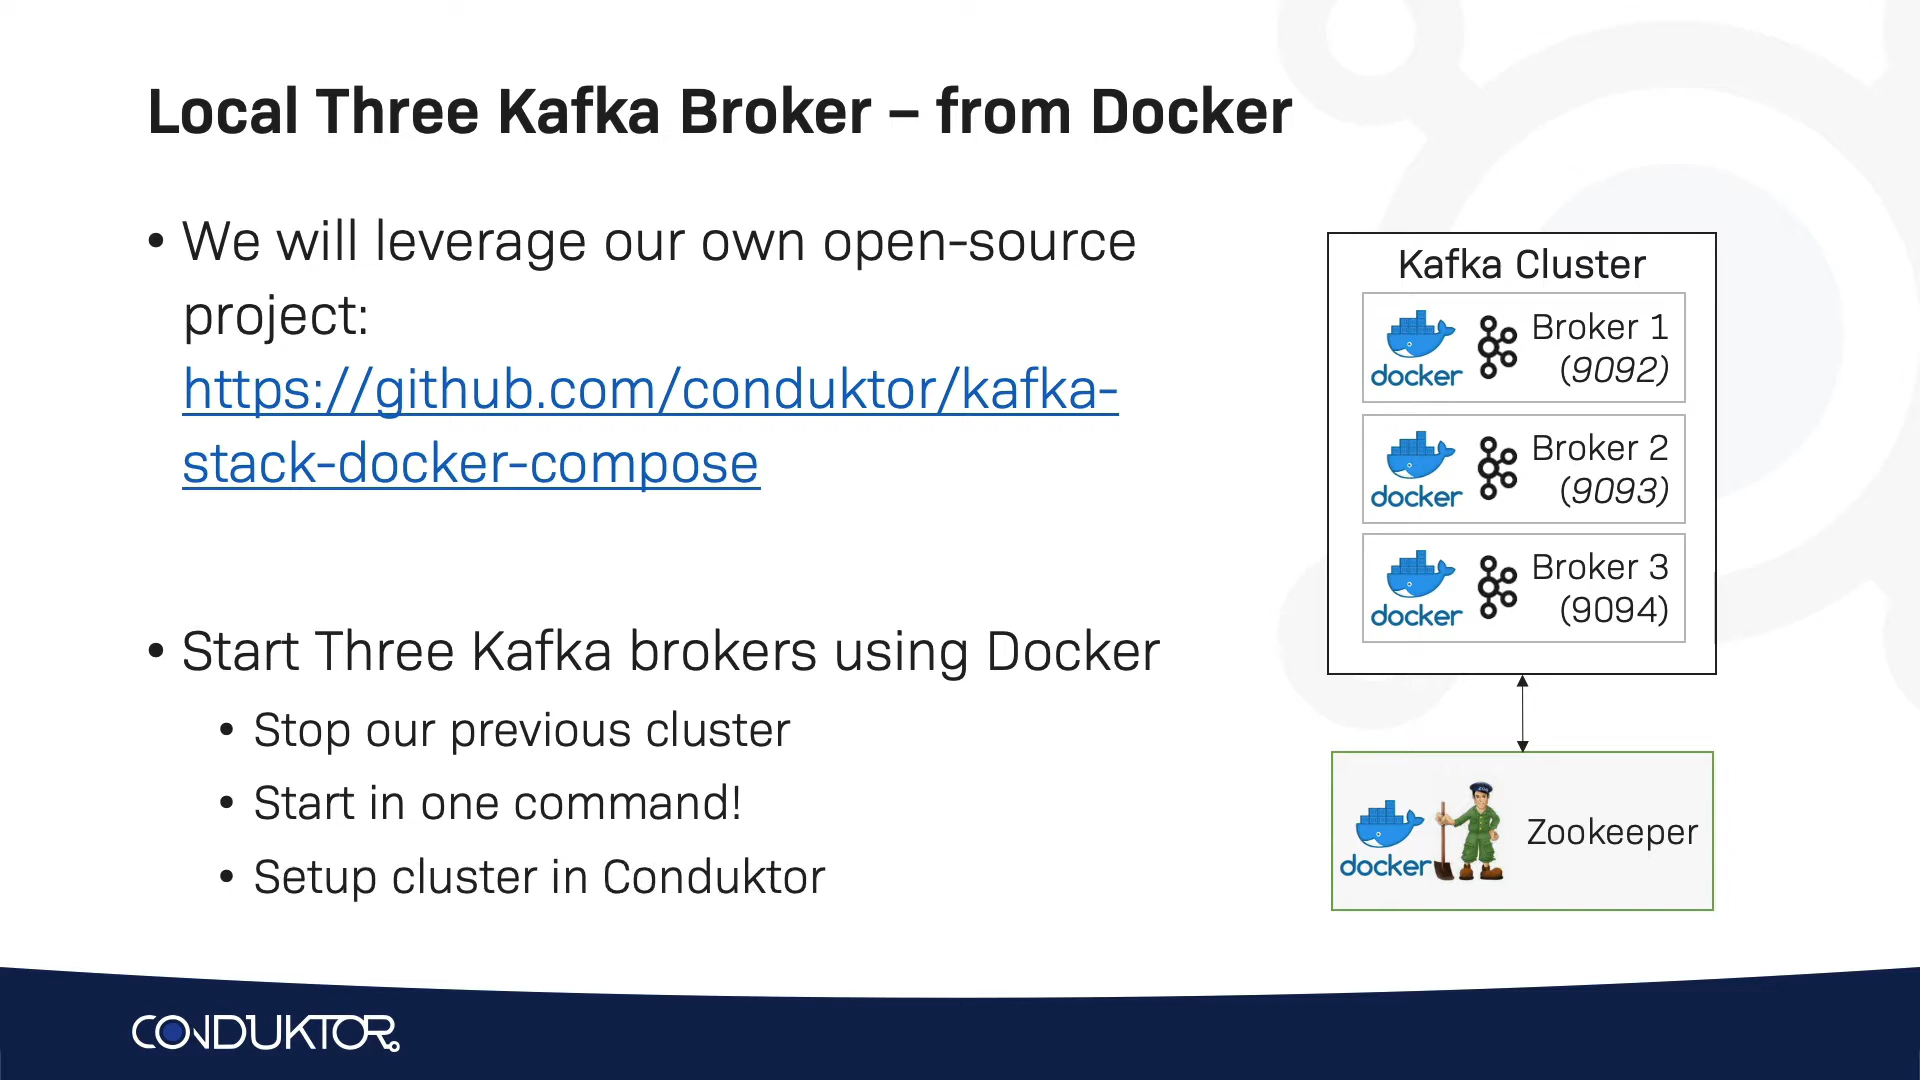 Local Three Kafka Broker – from Docker
• We will leverage our own open-source
project:
https://github.com/conduktor/kafka-
stack-docker-compose
• Start Three Kafka brokers using Docker
• Stop our previous cluster
• Start in one command!
• Setup cluster in Conduktor
Kafka Cluster
docker
Broker 1
(9092)
docker
Broker 2
(9093)
docker
Broker 3
(9094)
docker
Zookeeper
CONDUKTOR